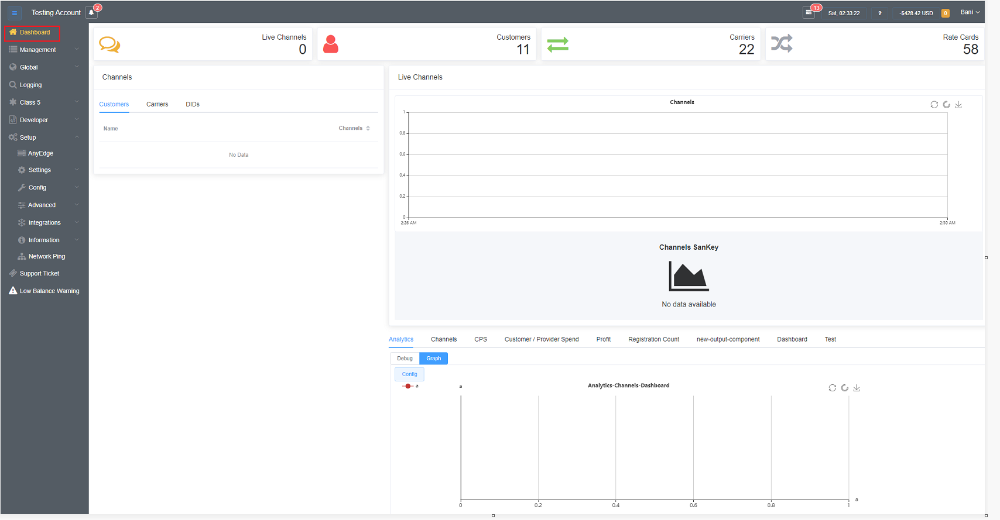 Testing Account
2
13
Sat, 02:33:22
?
-$428.42 USD
0
Bani
Dashboard
Management
Global
Logging
Class 5
Developer
Setup
AnyEdge
Settings
Config
Advanced
Integrations
Information
Network Ping
Support Ticket
Low Balance Warning
Live Channels
0
Customers
11
Carriers
22
Rate Cards
58
Channels
Customers Carriers DIDs
Name Channels
No Data
Live Channels
Channels
1
0.8
0.6
0.4
0.2
0
2:26 AM 2:30 AM
Channels SanKey
No data available
Analytics Channels CPS Customer / Provider Spend Profit Registration Count new-output-component Dashboard Test
Debug Graph
Config
a
a
Analytics-Channels-Dashboard
a
0 0.2 0.4 0.6 0.8 1